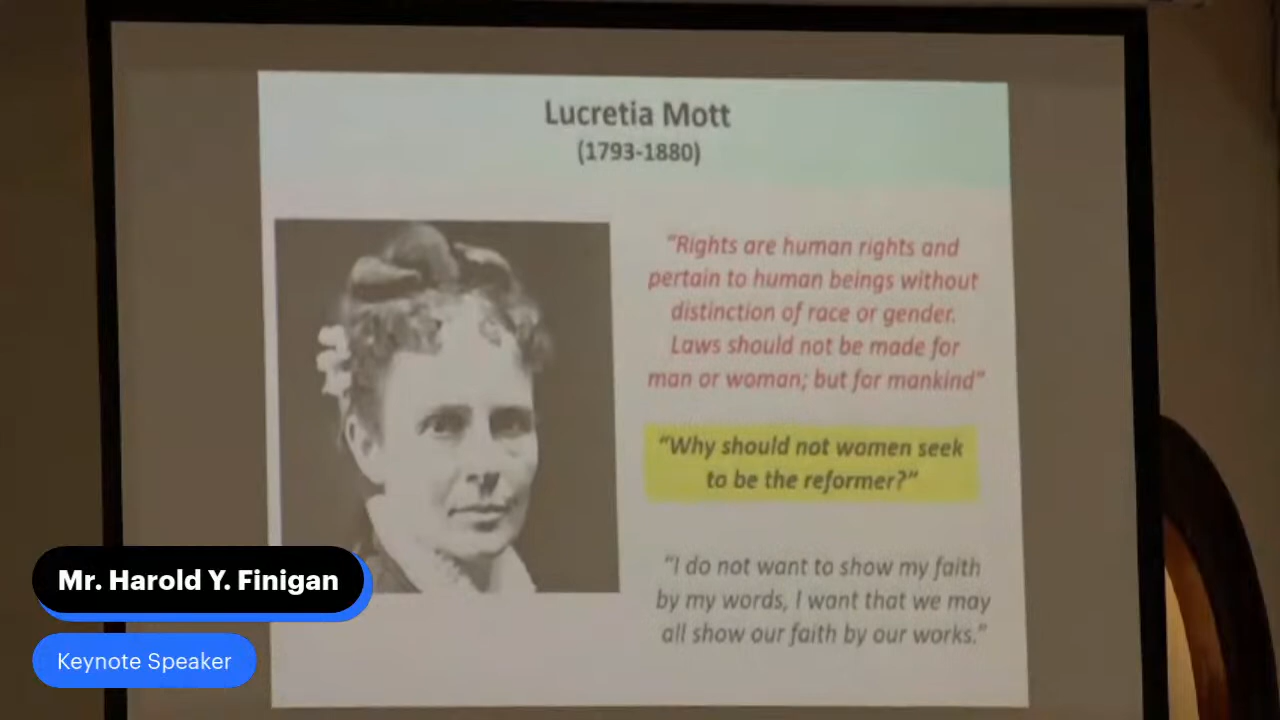 Lucretia Mott
(1793-1880)
"Rights are human rights and
pertain to human beings without
distinction of race or gender.
Laws should not be made for
man or woman; but for mankind"
"Why should not women seek
to be the reformer?"
"I do not want to show my faith
by my words, I want that we may
all show our faith by our works."
Mr. Harold Y. Finigan
Keynote Speaker